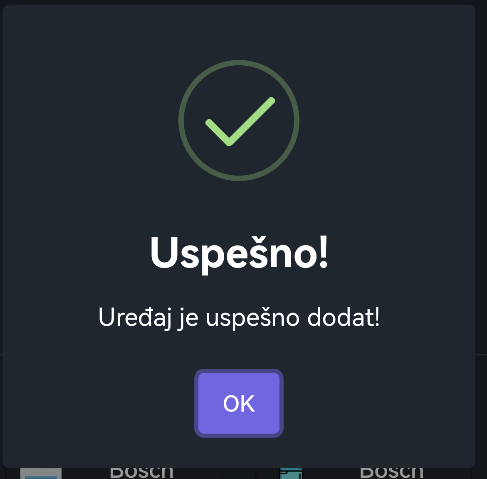 Uspešno!
Uređaj je uspešno dodat!
OK
Bosch Bosch